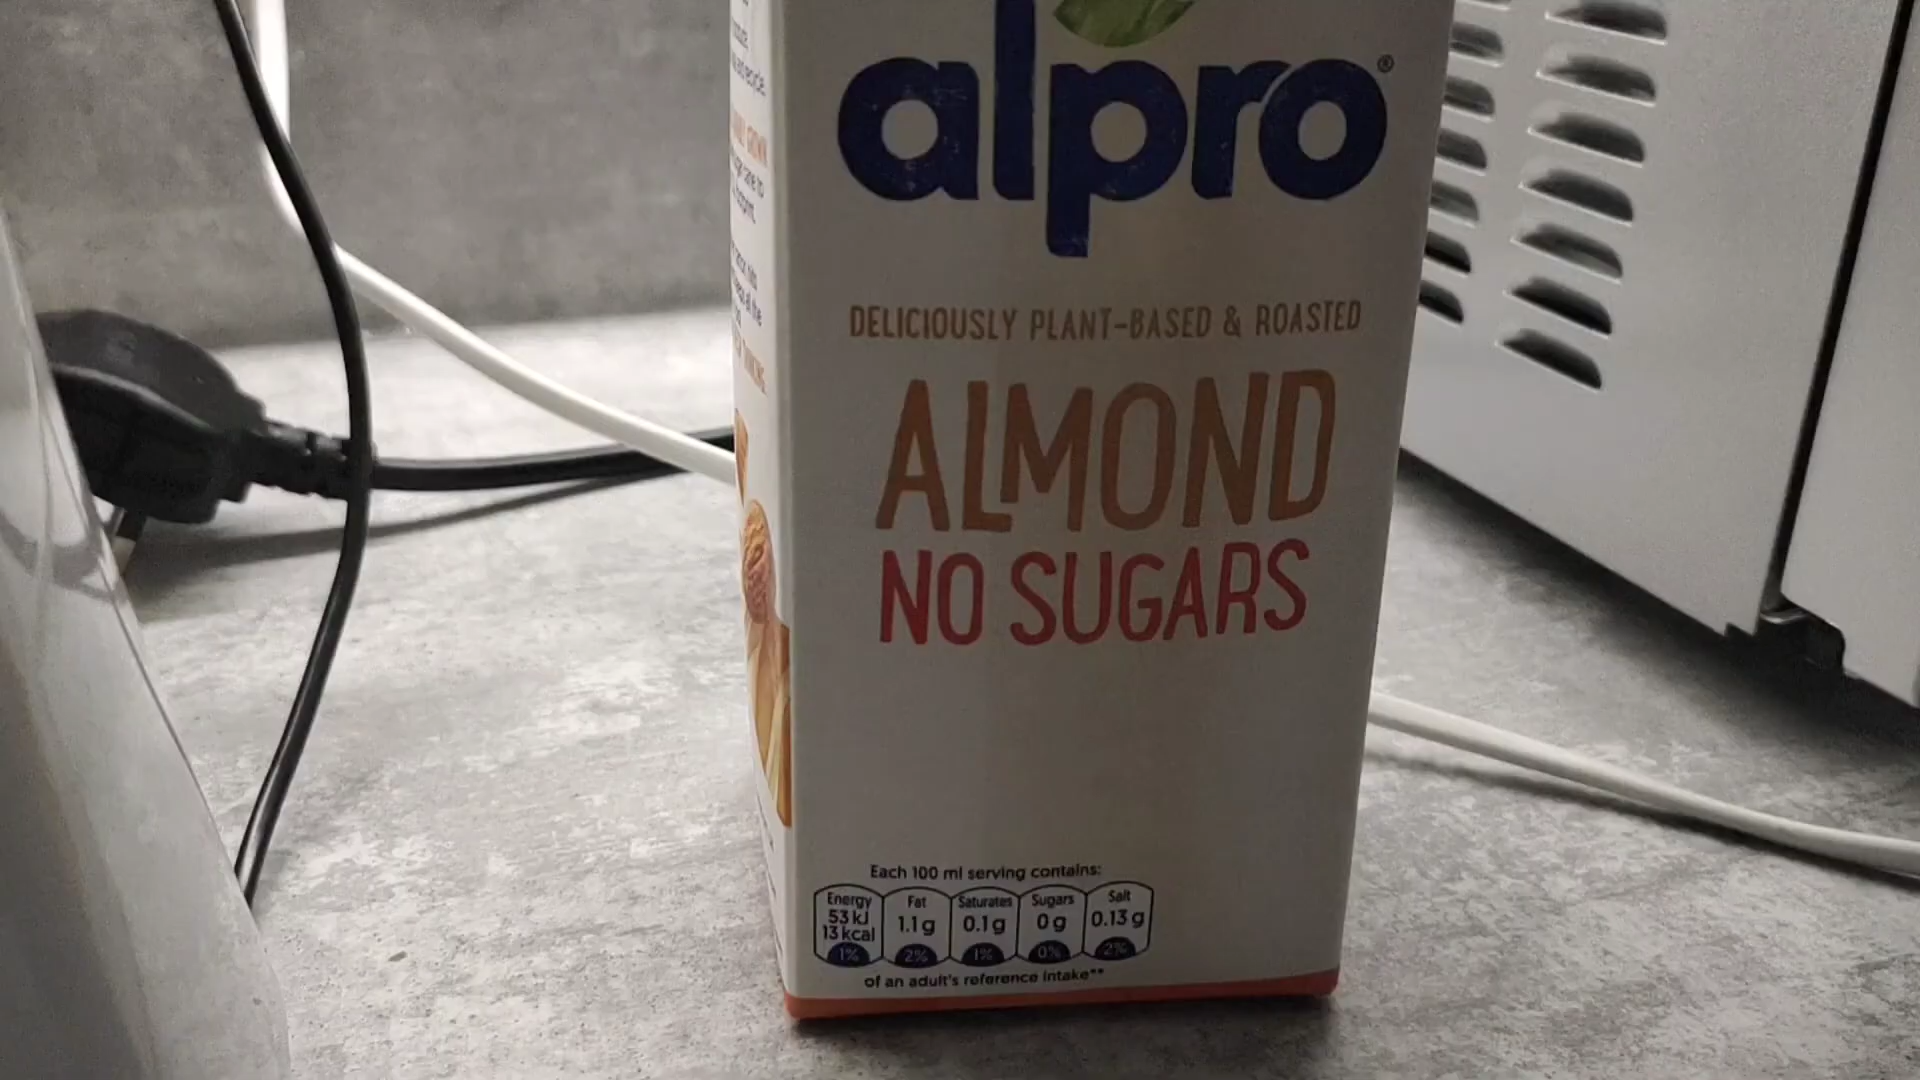 alpro®
DELICIOUSLY PLANT-BASED & ROASTED
ALMOND
NO SUGARS
Each 100 ml serving contains:
Energy Fat Saturates Sugars Salt
53 kJ 1.1g 0.1g 0g 0.13g
13 kcal
1% 2% 1% 0% 2%
of an adult's reference intake**